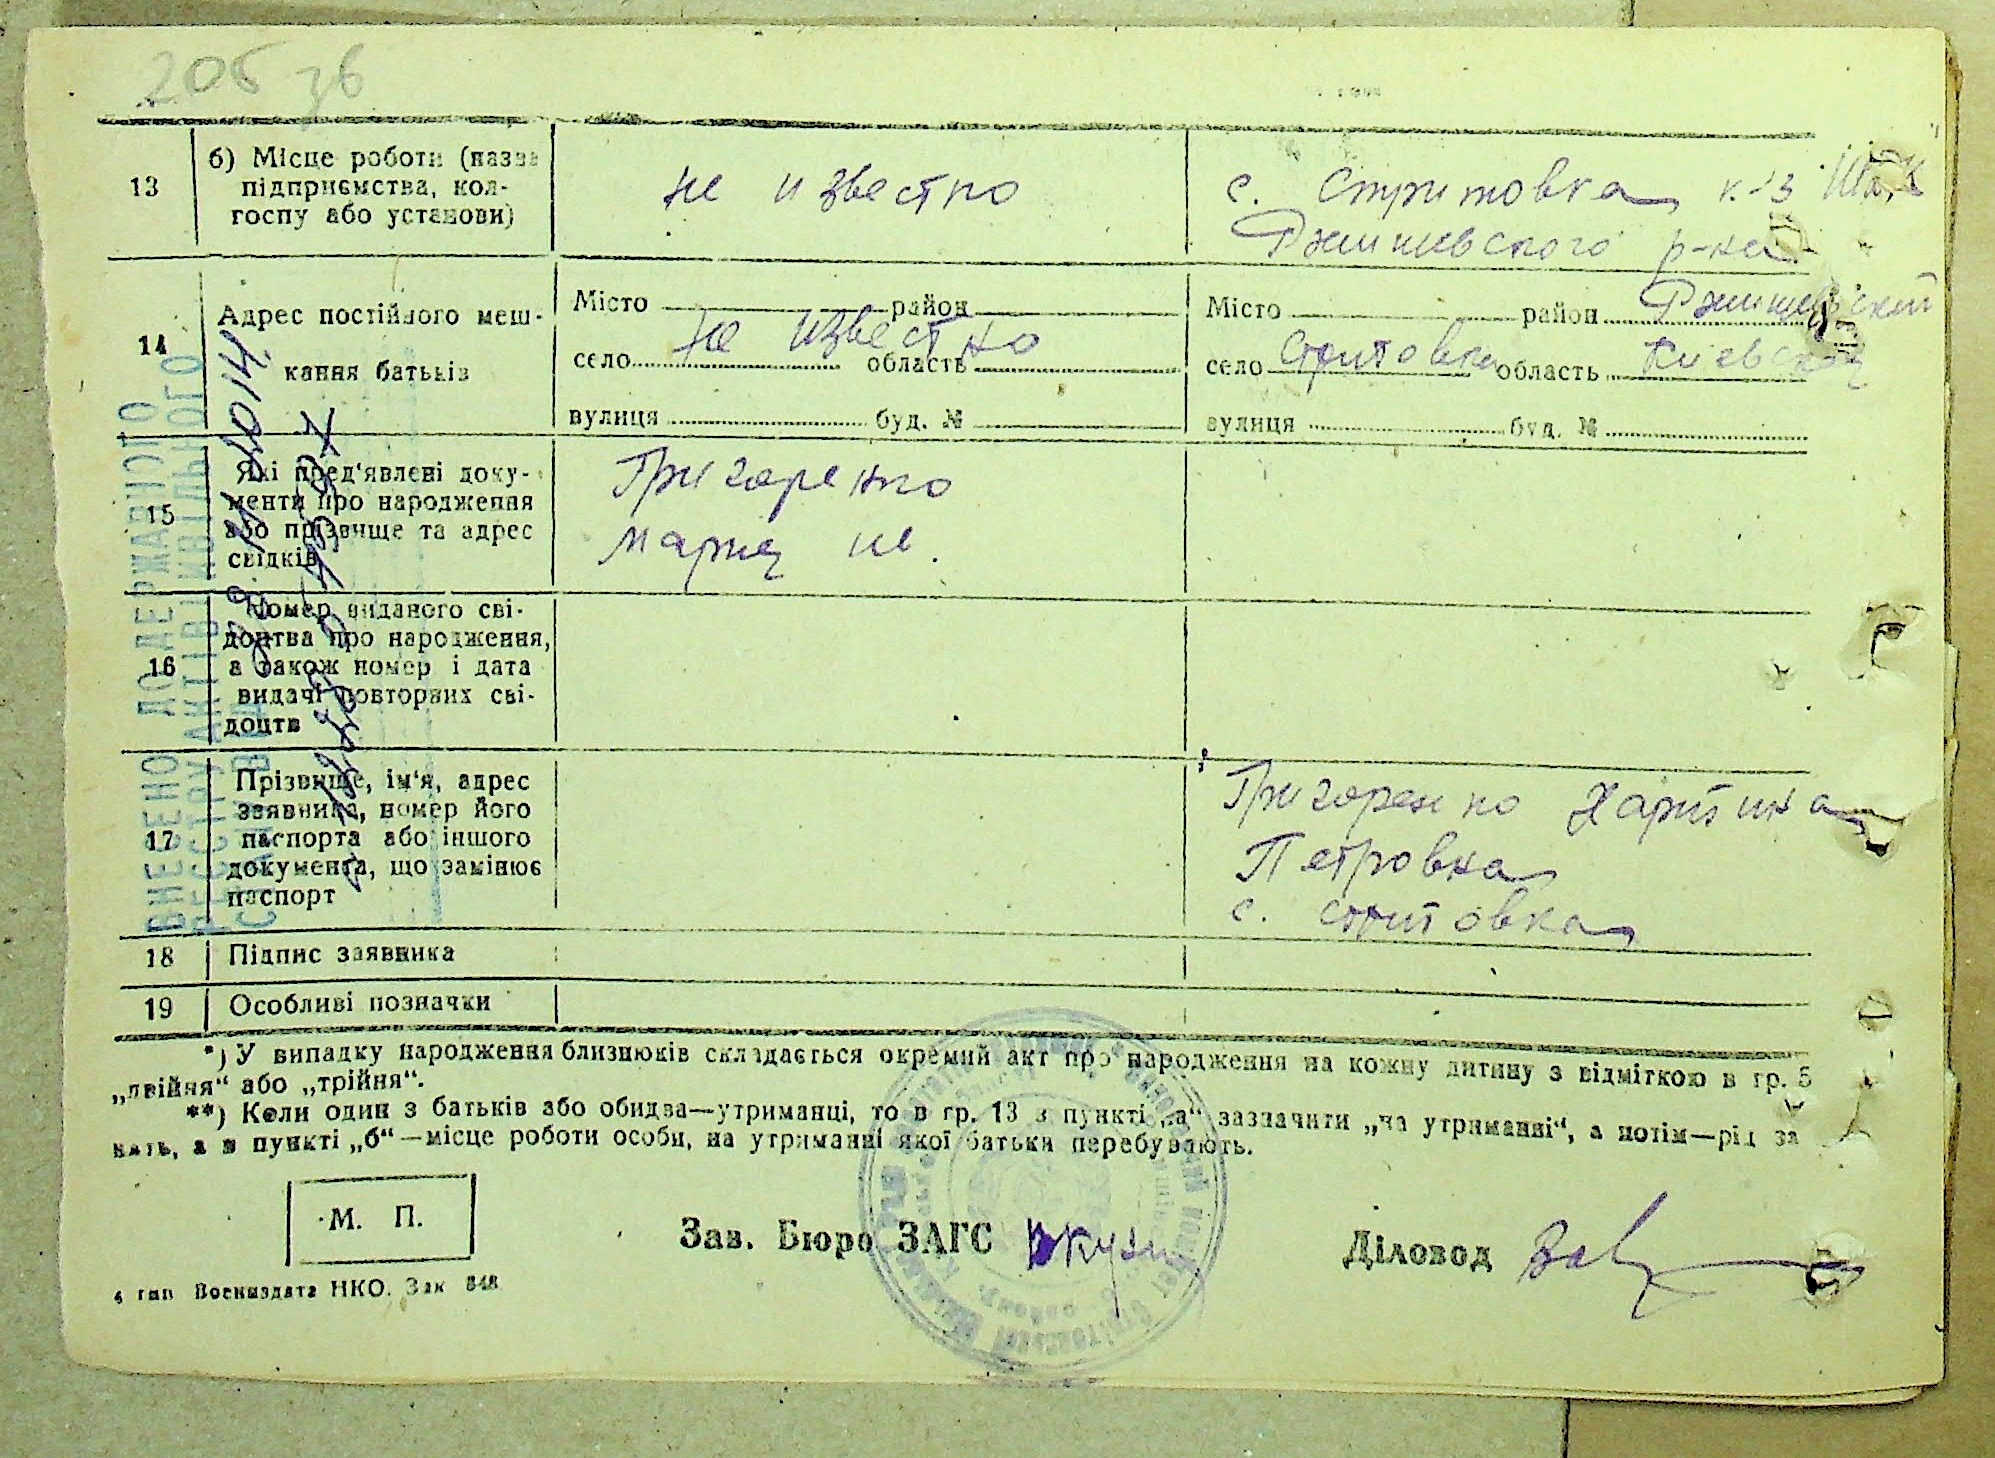 206 зв
13
б) Місце роботи (назва
підприємства, кол-
госпу або установи)
не известно
с. Стритовка к-з
Ржищевского р-на
14
Адрес постійного меш-
кання батьків
Місто район
не известно
село область
вулиця буд. №
Місто район Ржищевский
село Стритовка область Киевская
вулиця буд. №
15
Які пред'явлені доку-
менти про народження
або прізвище та адрес
свідків
Григоренко
Мария
16
Номер виданого сві-
доцтва про народження,
а також номер і дата
видачі повторних сві-
доцтв
17
Прізвище, ім'я, адрес
заявника, номер його
паспорта або іншого
документа, що замінює
паспорт
Григоренко Харитина
Петровна
с. Стритовка
18
Підпис заявника
19
Особливі позначки
ВНЕСЕНО ДО ДЕРЖАВНОГО
РЕЄСТРУ АКТІВ ЦИВІЛЬНОГО
СТАНУ
*) У випадку народження близнюків складається окремий акт про народження на кожну дитину з відміткою в гр. 5
„двійня“ або „трійня“.
**) Коли один з батьків або обидва—утриманці, то в гр. 13 в пункті „а“ зазначити „на утриманні“, а потім—рід за
нять, а в пункті „б“—місце роботи особи, на утриманні якої батьки перебувають.
М. П.
Зав. Бюро ЗАГС
Діловод
4 тип Воениздата НКО. Зак 848